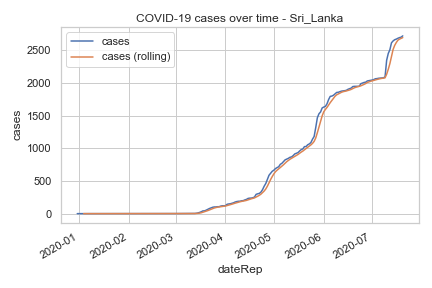 COVID-19 cases over time - Sri_Lanka
cases
cases (rolling)
2500
2000
1500
1000
500
0
cases
2020-01
2020-02
2020-03
2020-04
2020-05
2020-06
2020-07
dateRep